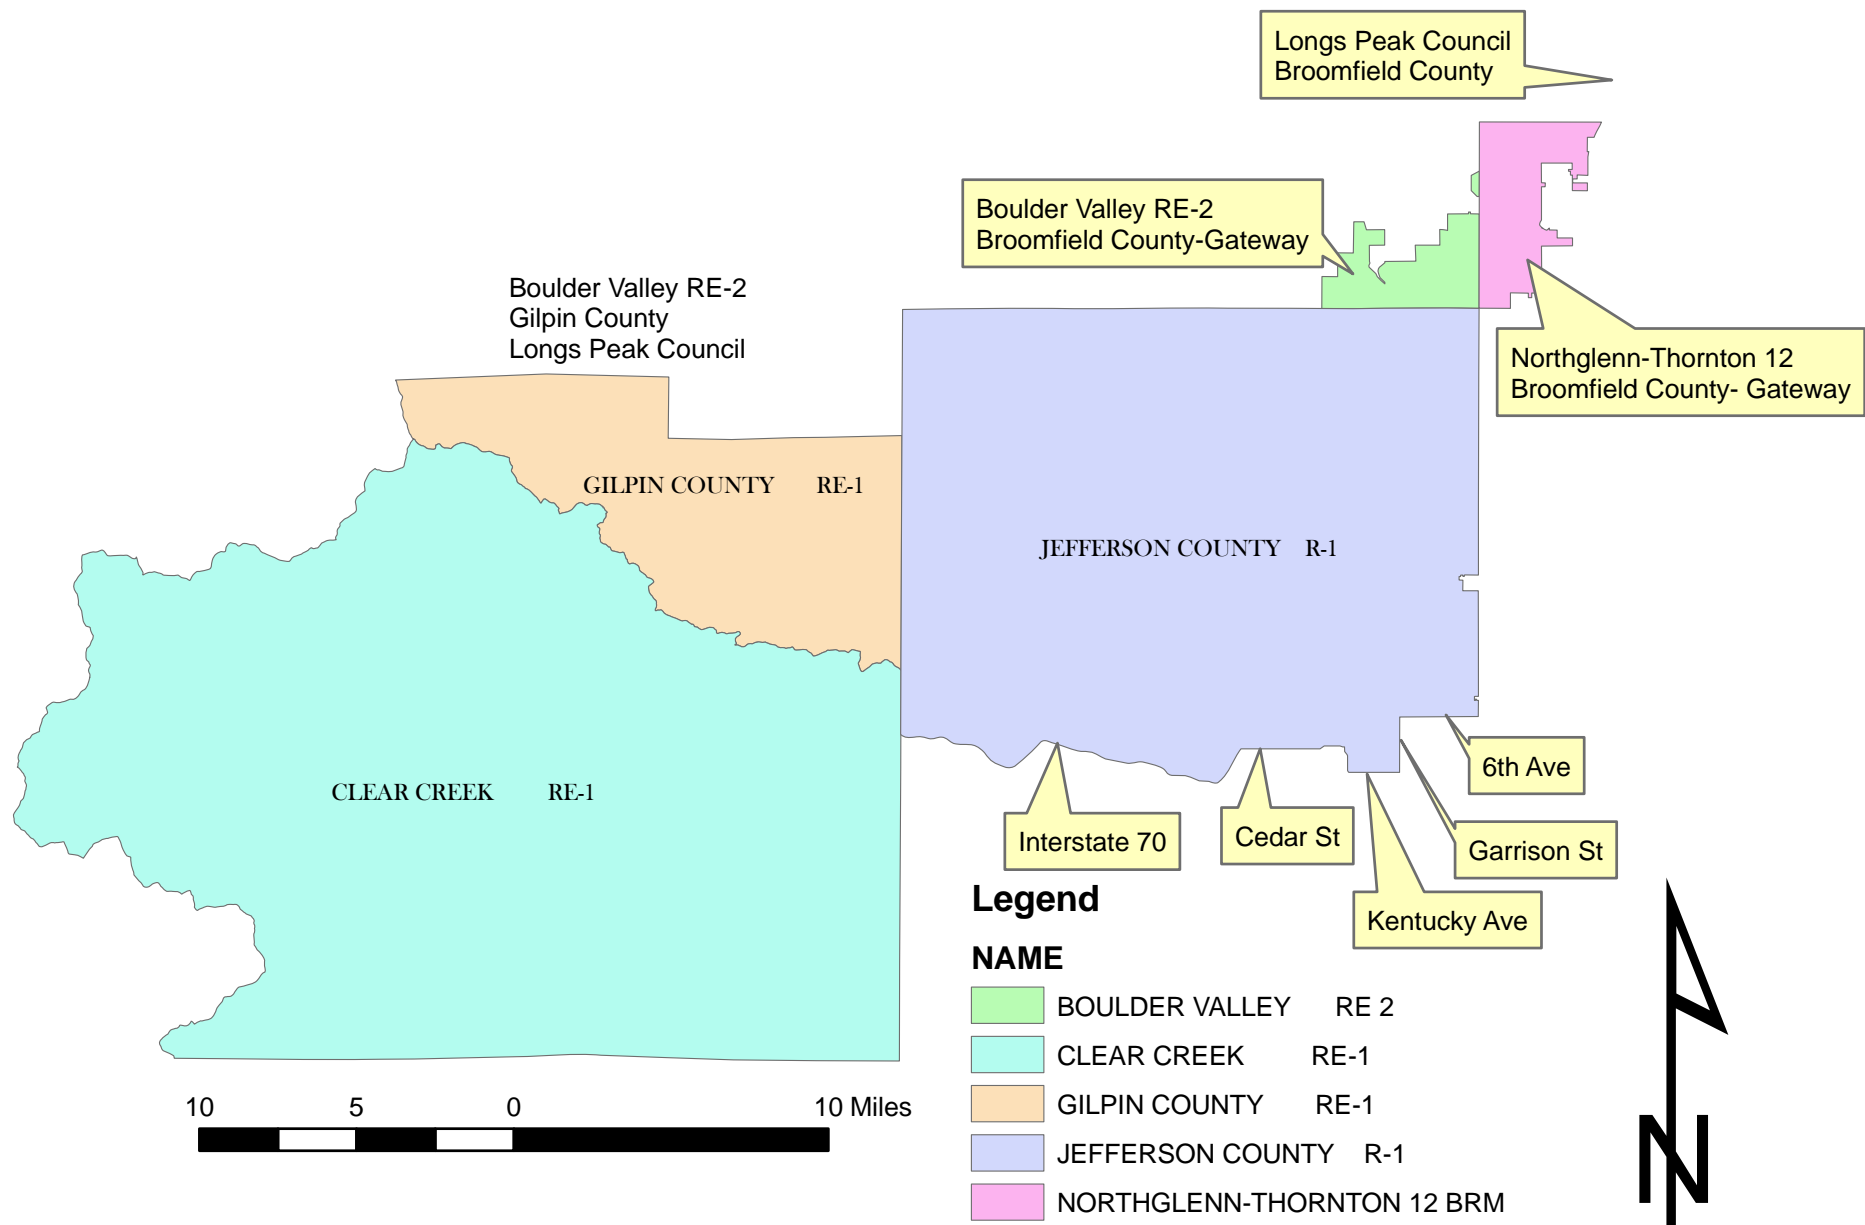 Longs Peak Council
Broomfield County
Boulder Valley RE-2
Broomfield County-Gateway
Boulder Valley RE-2
Gilpin County
Longs Peak Council
Northglenn-Thornton 12
Broomfield County- Gateway
GILPIN COUNTY RE-1
JEFFERSON COUNTY R-1
CLEAR CREEK RE-1
6th Ave
Interstate 70
Cedar St
Garrison St
Kentucky Ave
Legend
NAME
BOULDER VALLEY RE 2
CLEAR CREEK RE-1
GILPIN COUNTY RE-1
JEFFERSON COUNTY R-1
NORTHGLENN-THORNTON 12 BRM
10 5 0 10 Miles
N